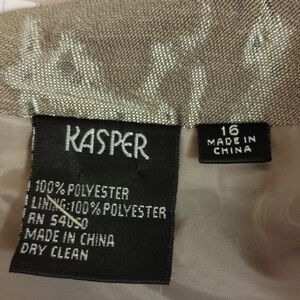 KASPER
100% POLYESTER
LINING:100% POLYESTER
RN 54050
MADE IN CHINA
DRY CLEAN
16
MADE IN
CHINA